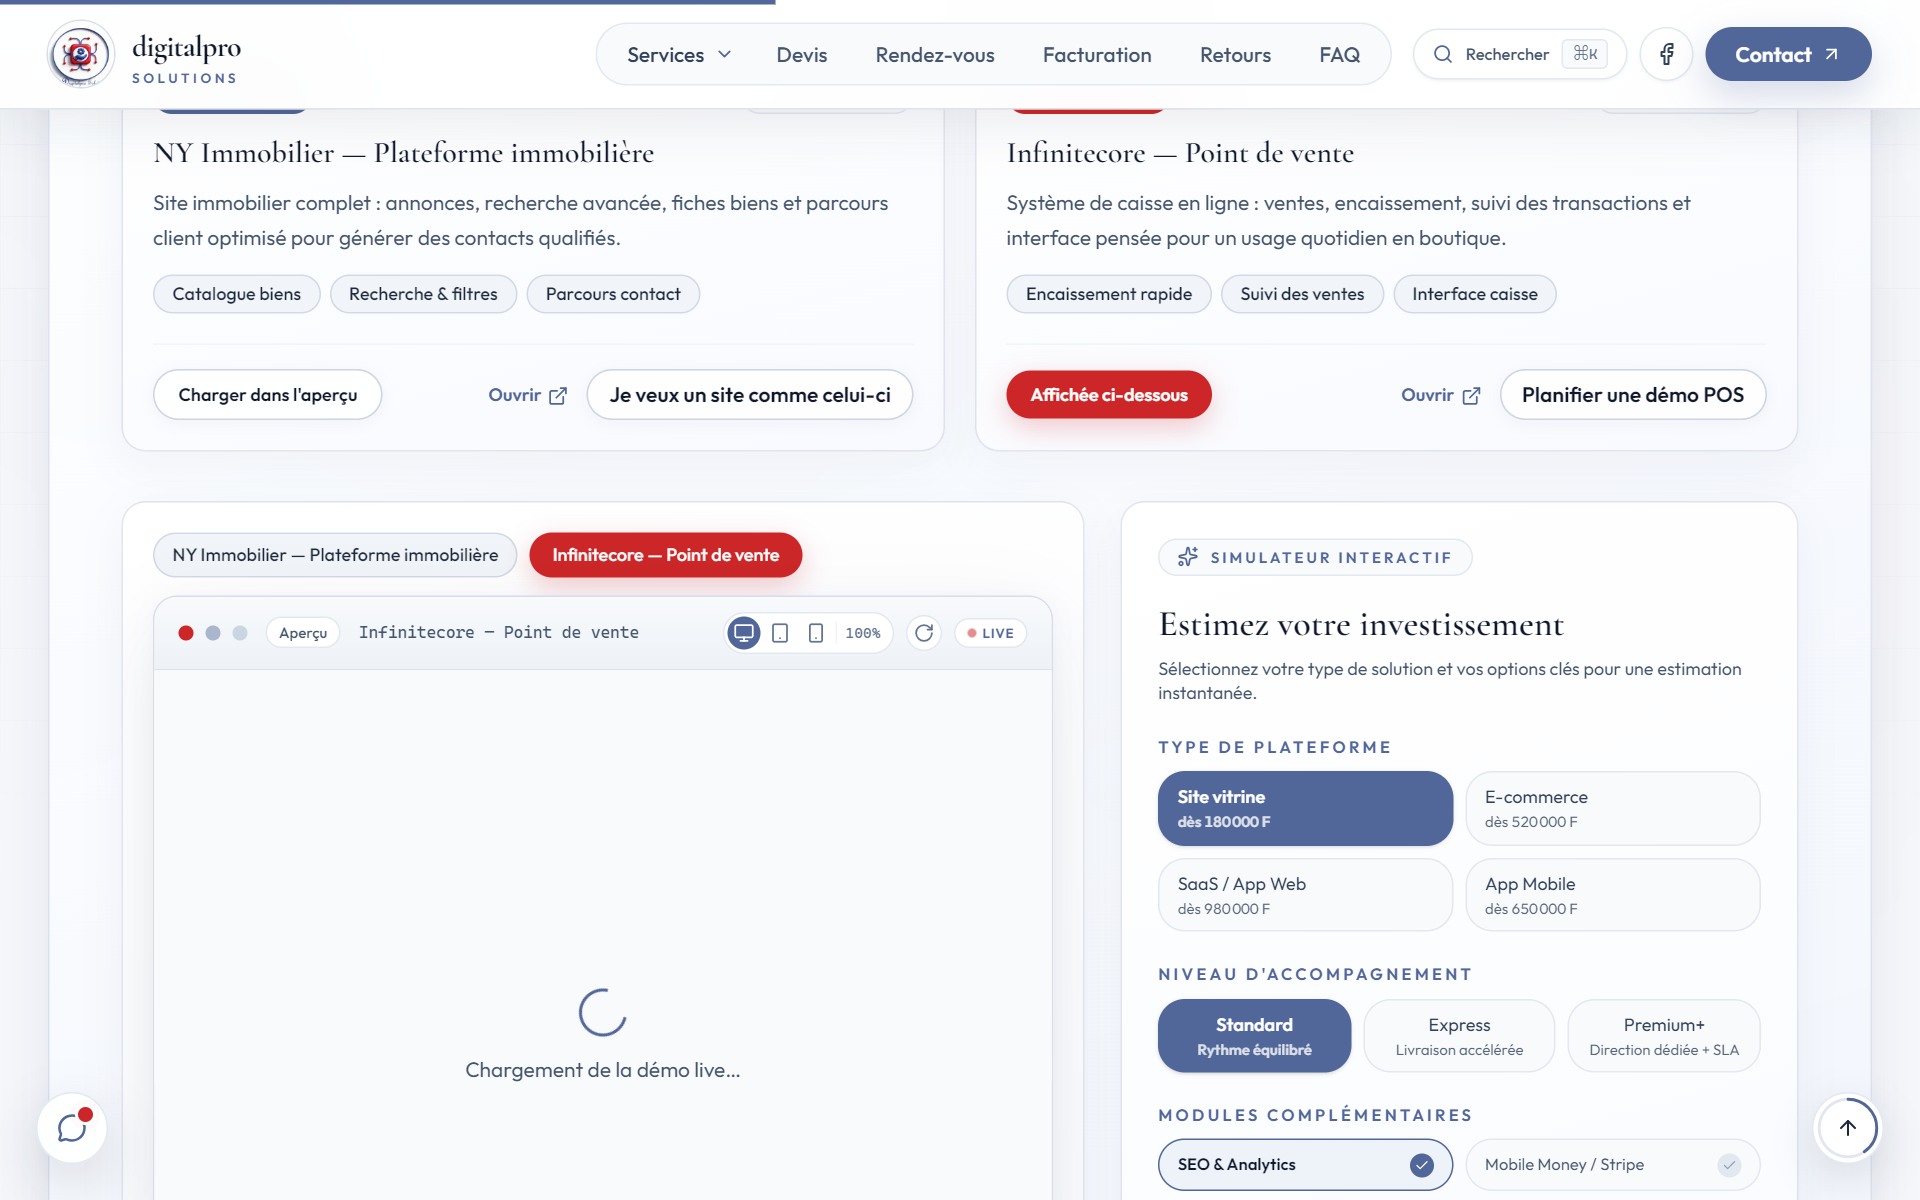 digitalpro
SOLUTIONS
Services
Devis
Rendez-vous
Facturation
Retours
FAQ
Rechercher
⌘K
Contact
NY Immobilier — Plateforme immobilière
Site immobilier complet : annonces, recherche avancée, fiches biens et parcours
client optimisé pour générer des contacts qualifiés.
Catalogue biens
Recherche & filtres
Parcours contact
Charger dans l'aperçu
Ouvrir
Je veux un site comme celui-ci
Infinitecore — Point de vente
Système de caisse en ligne : ventes, encaissement, suivi des transactions et
interface pensée pour un usage quotidien en boutique.
Encaissement rapide
Suivi des ventes
Interface caisse
Affichée ci-dessous
Ouvrir
Planifier une démo POS
NY Immobilier — Plateforme immobilière
Infinitecore — Point de vente
Aperçu
Infinitecore — Point de vente
100%
LIVE
Chargement de la démo live...
SIMULATEUR INTERACTIF
Estimez votre investissement
Sélectionnez votre type de solution et vos options clés pour une estimation
instantanée.
TYPE DE PLATEFORME
Site vitrine
dès 180 000 F
E-commerce
dès 520 000 F
SaaS / App Web
dès 980 000 F
App Mobile
dès 650 000 F
NIVEAU D'ACCOMPAGNEMENT
Standard
Rythme équilibré
Express
Livraison accélérée
Premium+
Direction dédiée + SLA
MODULES COMPLÉMENTAIRES
SEO & Analytics
Mobile Money / Stripe